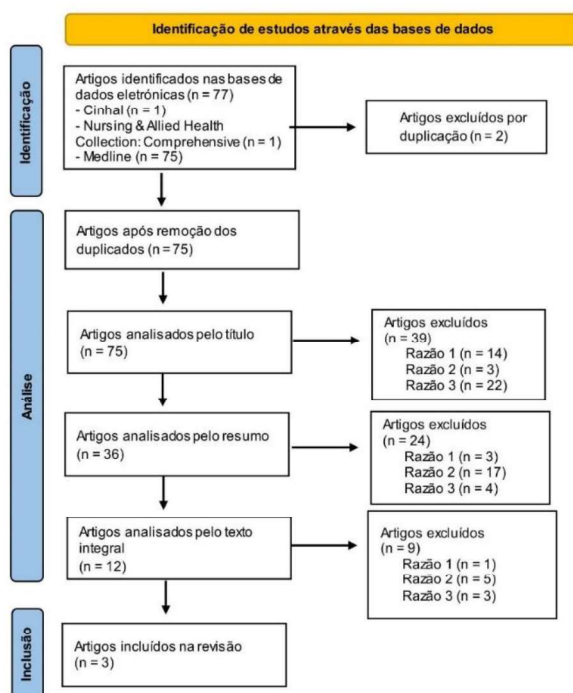 Identificação de estudos através das bases de dados
Identificação
Artigos identificados nas bases de
dados eletrónicas (n = 77)
- Cinhal (n = 1)
- Nursing & Allied Health
Collection: Comprehensive (n = 1)
- Medline (n = 75)
Artigos excluídos por
duplicação (n = 2)
Análise
Artigos após remoção dos
duplicados (n = 75)
Artigos analisados pelo título
(n = 75)
Artigos excluídos
(n = 39)
Razão 1 (n = 14)
Razão 2 (n = 3)
Razão 3 (n = 22)
Artigos analisados pelo resumo
(n = 36)
Artigos excluídos
(n = 24)
Razão 1 (n = 3)
Razão 2 (n = 17)
Razão 3 (n = 4)
Artigos analisados pelo texto
integral
(n = 12)
Artigos excluídos
(n = 9)
Razão 1 (n = 1)
Razão 2 (n = 5)
Razão 3 (n = 3)
Inclusão
Artigos incluídos na revisão
(n = 3)